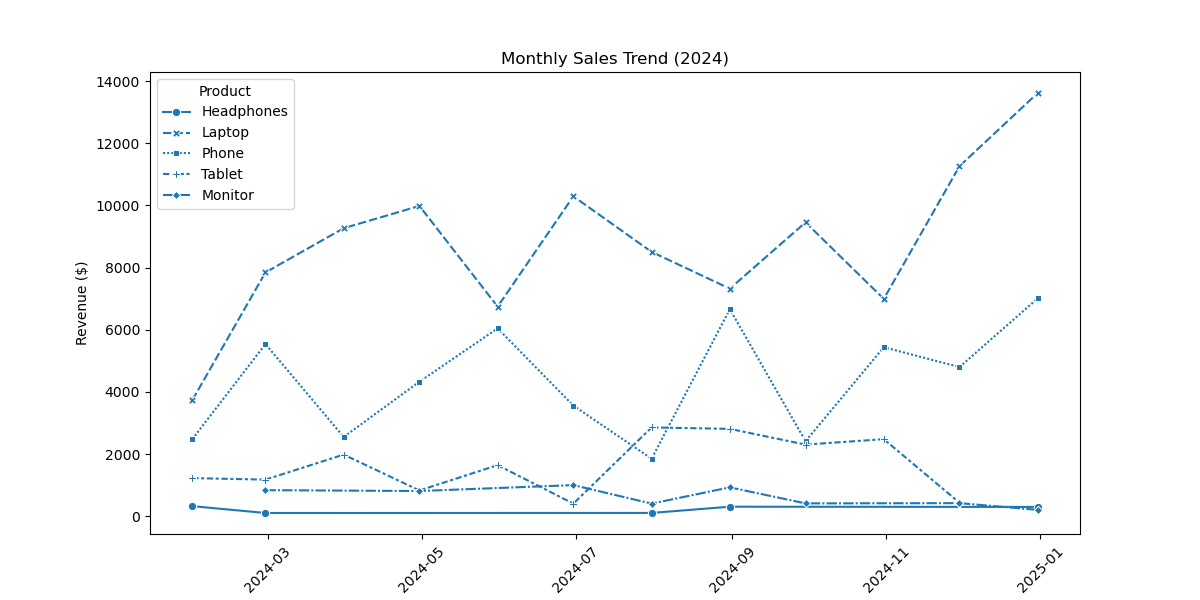 Monthly Sales Trend (2024)
14000
12000
10000
8000
6000
4000
2000
0
Revenue ($)
Product
Headphones
Laptop
Phone
Tablet
Monitor
2024-03
2024-05
2024-07
2024-09
2024-11
2025-01